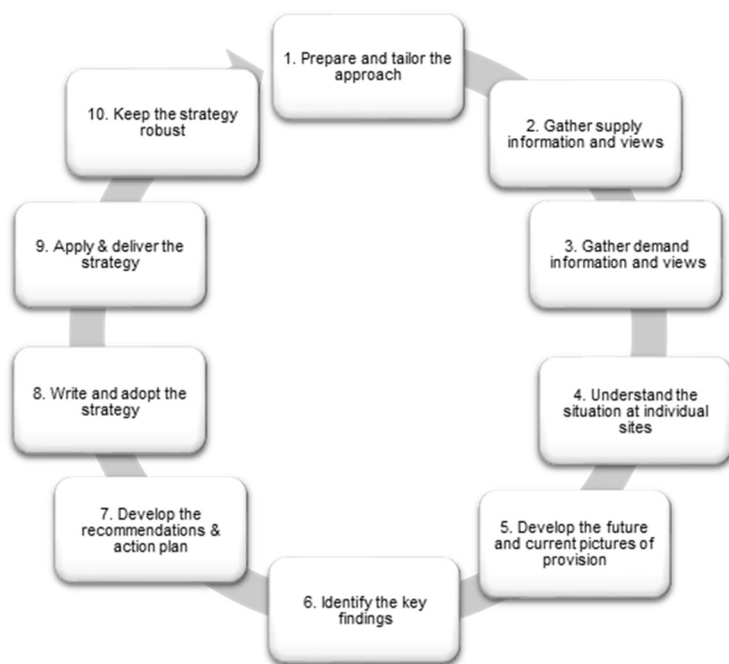 1. Prepare and tailor the
approach
2. Gather supply
information and views
3. Gather demand
information and views
4. Understand the
situation at individual
sites
5. Develop the future
and current pictures of
provision
6. Identify the key
findings
7. Develop the
recommendations &
action plan
8. Write and adopt the
strategy
9. Apply & deliver the
strategy
10. Keep the strategy
robust